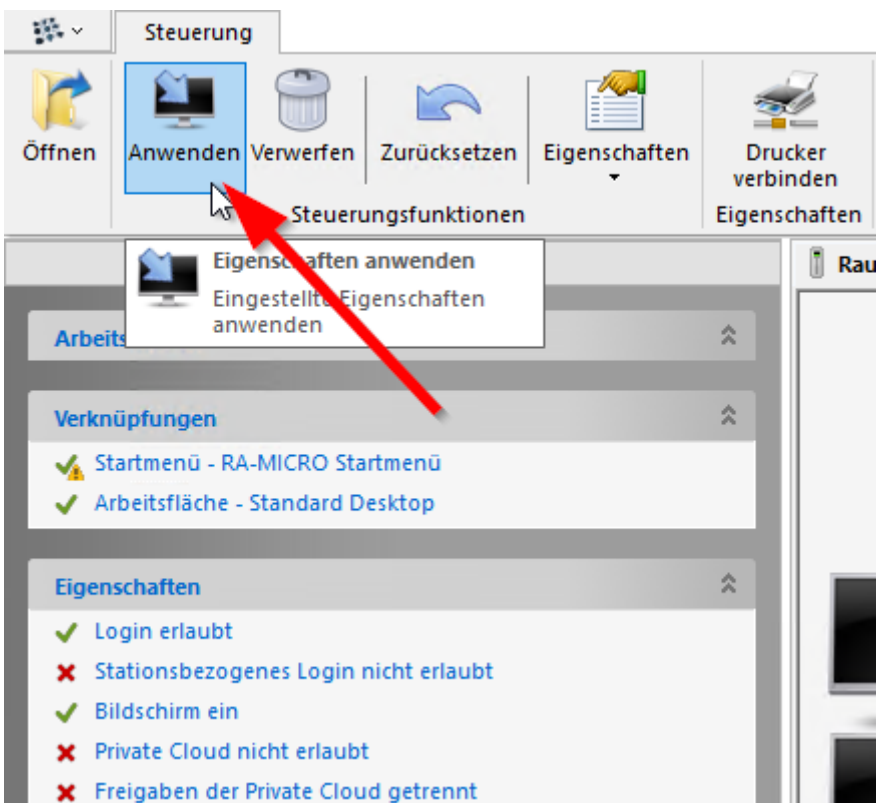 Steuerung
Öffnen
Anwenden
Verwerfen
Zurücksetzen
Eigenschaften
Drucker
verbinden
Steuerungsfunktionen
Eigenschaften
Eigenschaften anwenden
Eingestellte Eigenschaften
anwenden
Rau
Arbeits
Verknüpfungen
Startmenü - RA-MICRO Startmenü
Arbeitsfläche - Standard Desktop
Eigenschaften
Login erlaubt
Stationsbezogenes Login nicht erlaubt
Bildschirm ein
Private Cloud nicht erlaubt
Freigaben der Private Cloud getrennt